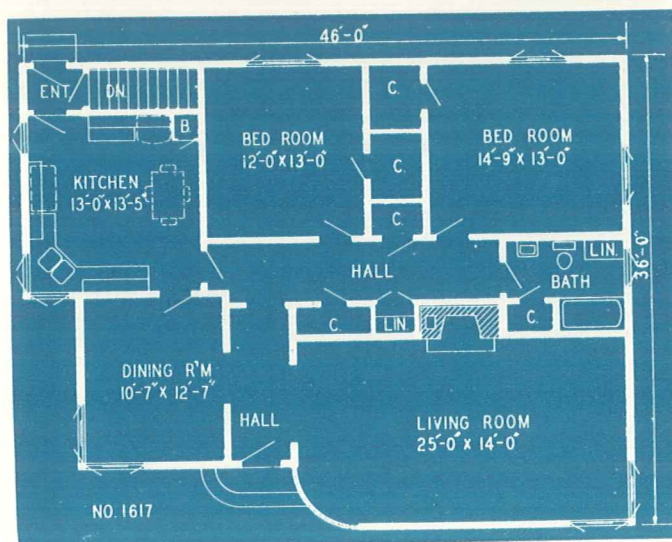 46'-0"
ENT.
DN.
C.
B.
BED ROOM
12'-0" X 13'-0"
BED ROOM
14'-9" X 13'-0"
C.
KITCHEN
13'-0" X 13'-5"
C.
HALL
LIN.
BATH
36'-0"
C.
LIN.
C.
DINING R'M
10'-7" X 12'-7"
HALL
LIVING ROOM
25'-0" X 14'-0"
NO. 1617